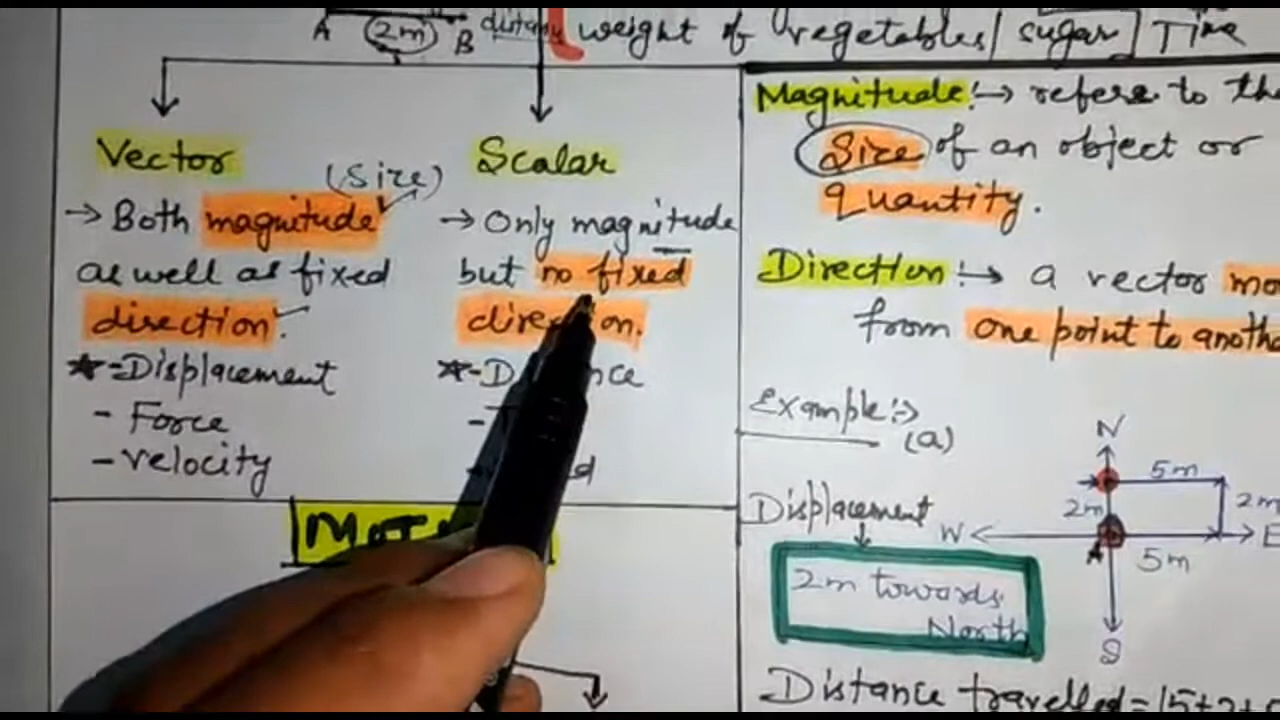 A 2m B distance weight of vegetables/ sugar/ Time
Vector
(Size)
→ Both magnitude
as well as fixed
direction.
*-Displacement
- Force
- Velocity
Scalar
→ Only magnitude
but no fixed
direction.
Magnitude:→ refers to the
Size of an object or
quantity.
Direction:→ a vector
from one point to
Example:→
(a)
Displacement
2m towards
North
N
5m
2m
2m
W
E
A
5m
S
Distance travelled =